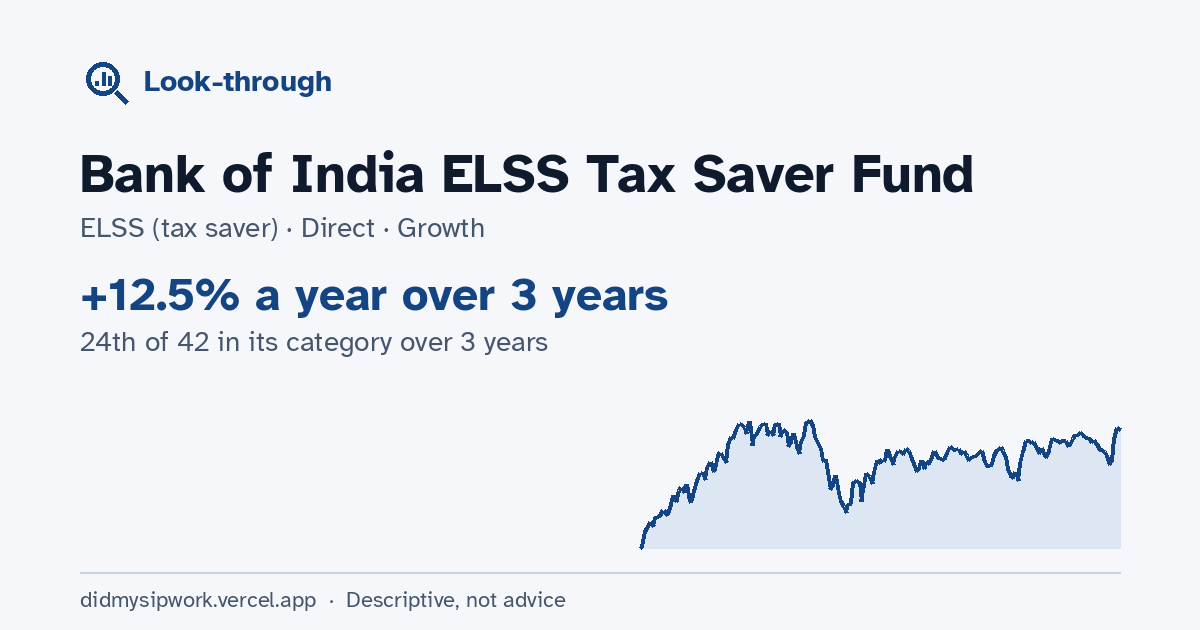 Look-through
Bank of India ELSS Tax Saver Fund
ELSS (tax saver) · Direct · Growth
+12.5% a year over 3 years
24th of 42 in its category over 3 years
didmysipwork.vercel.app · Descriptive, not advice